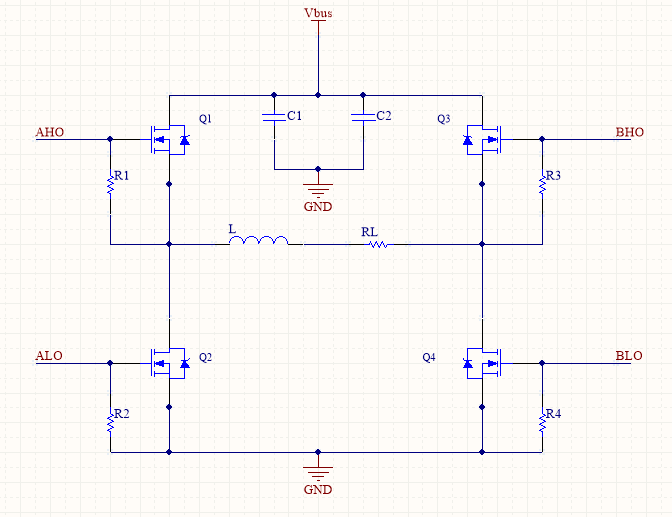 Vbus
C1
C2
Q1
Q3
AHO
BHO
R1
R3
GND
L
RL
ALO
Q2
Q4
BLO
R2
R4
GND